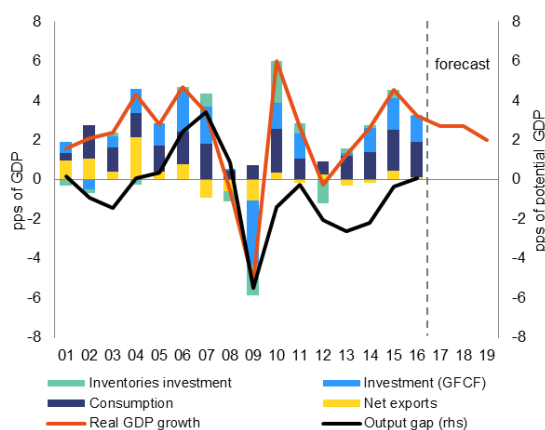 8 8
6 forecast 6
4 4
2 2
0 0
-2 -2
-4 -4
-6 -6
-8 -8
pps of GDP
pps of potential GDP
01 02 03 04 05 06 07 08 09 10 11 12 13 14 15 16 17 18 19
Inventories investment Investment (GFCF)
Consumption Net exports
Real GDP growth Output gap (rhs)